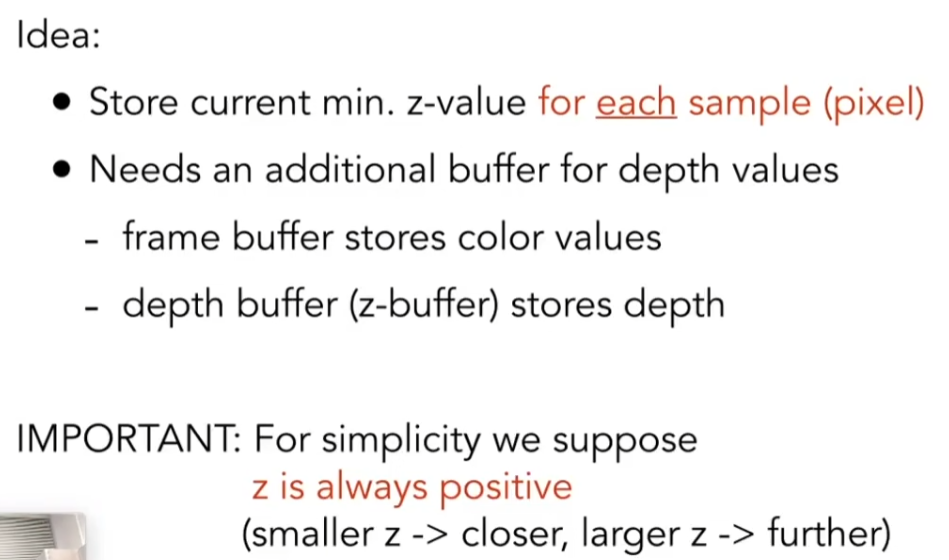 Idea:
● Store current min. z-value for each sample (pixel)
● Needs an additional buffer for depth values
- frame buffer stores color values
- depth buffer (z-buffer) stores depth
IMPORTANT: For simplicity we suppose
z is always positive
(smaller z -> closer, larger z -> further)